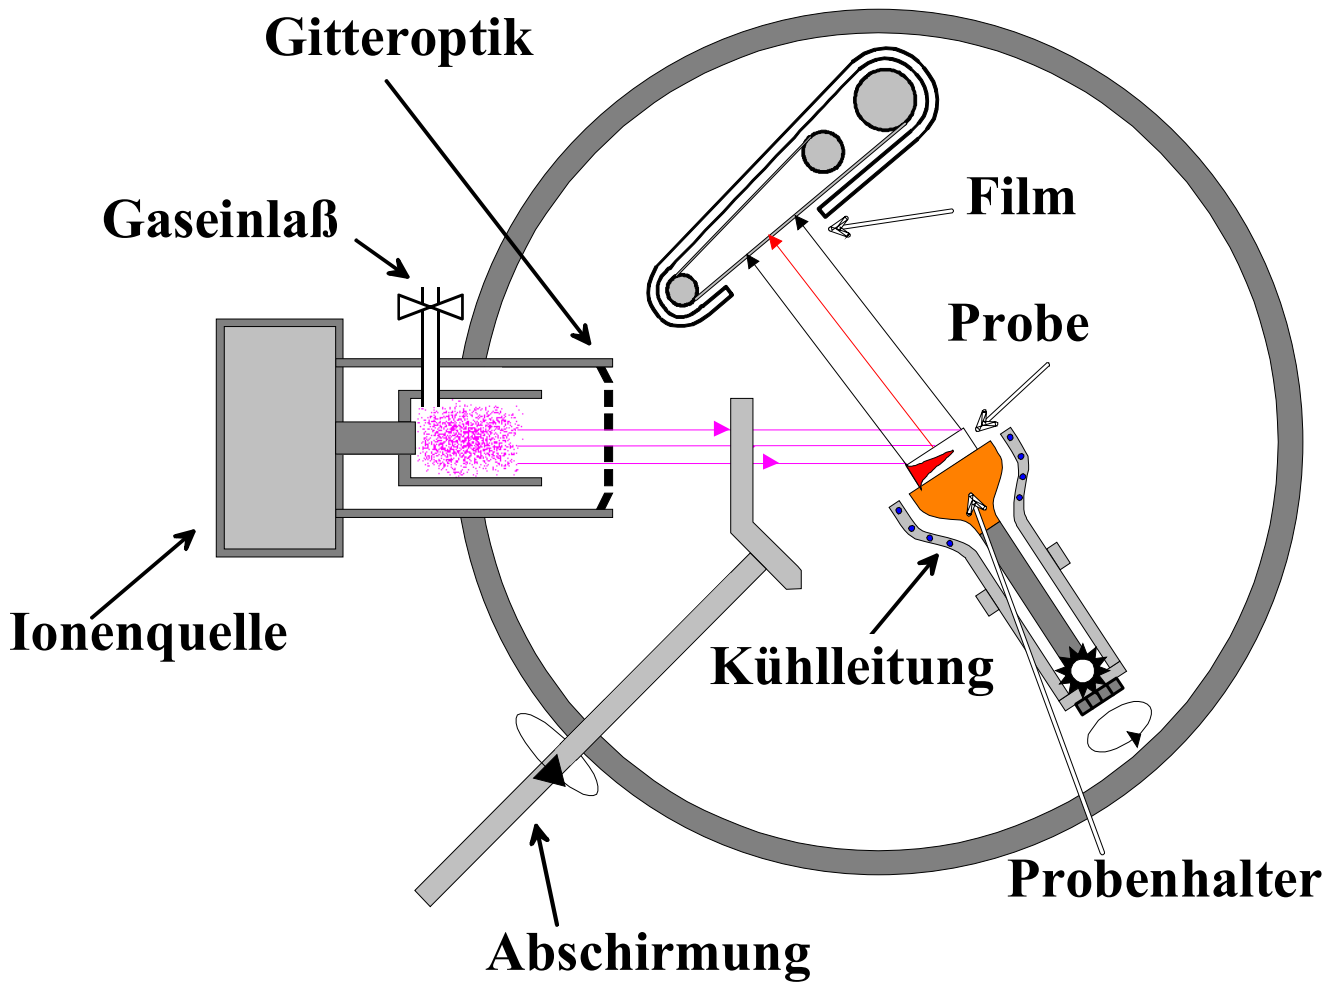 Gitteroptik
Gaseinlaß
Film
Probe
Ionenquelle
Kühlleitung
Probenhalter
Abschirmung